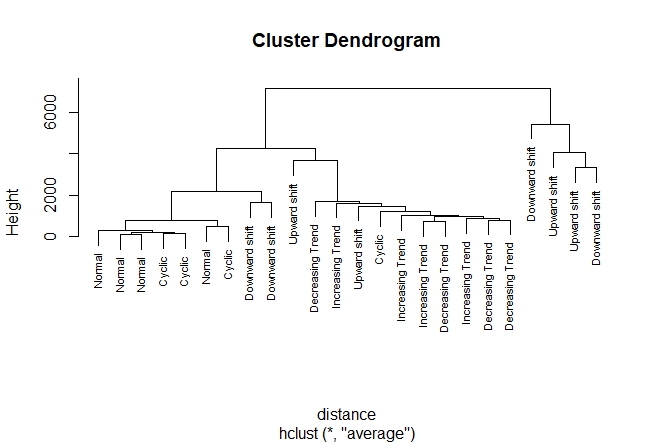 Cluster Dendrogram
Height
6000
2000
0
Normal
Normal
Normal
Cyclic
Cyclic
Normal
Cyclic
Downward shift
Downward shift
Upward shift
Decreasing Trend
Increasing Trend
Upward shift
Cyclic
Increasing Trend
Increasing Trend
Decreasing Trend
Increasing Trend
Decreasing Trend
Decreasing Trend
Downward shift
Upward shift
Upward shift
Downward shift
distance
hclust (*, "average")